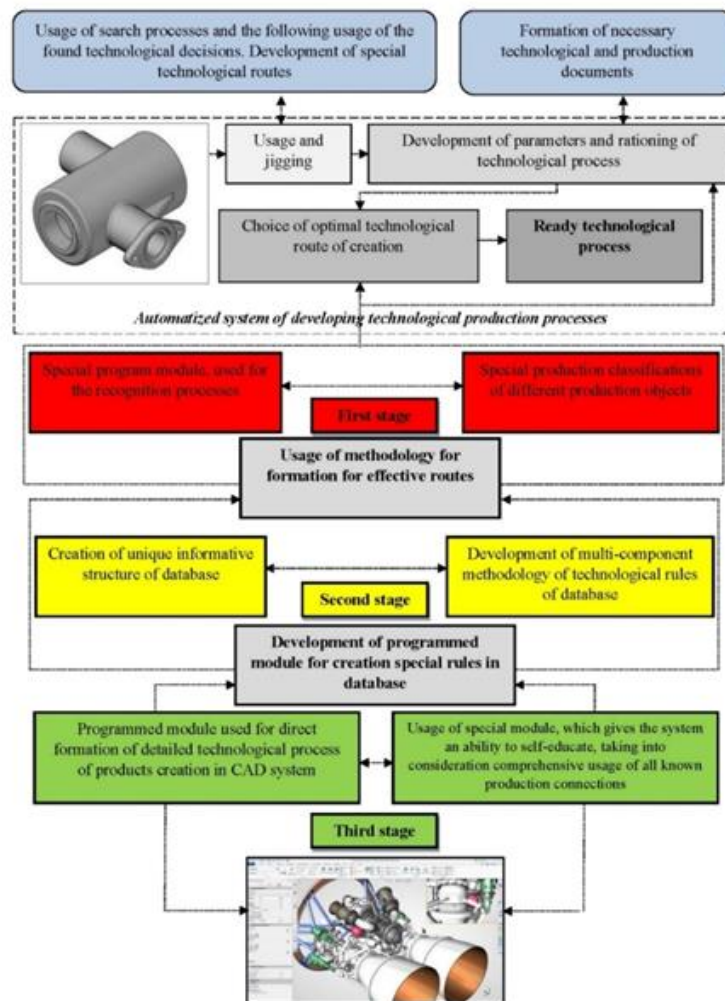 Usage of search processes and the following usage of the
found technological decisions. Development of special
technological routes
Formation of necessary
technological and production
documents
Usage and
jigging
Development of parameters and rationing of
technological process
Choice of optimal technological
route of creation
Ready technological
process
Automatized system of developing technological production processes
Special program module, used for
the recognition processes
Special production classifications
of different production objects
First stage
Usage of methodology for
formation for effective routes
Creation of unique informative
structure of database
Development of multi-component
methodology of technological rules
of database
Second stage
Development of programmed
module for creation special rules in
database
Programmed module used for direct
formation of detailed technological process
of products creation in CAD system
Usage of special module, which gives the system
an ability to self-educate, taking into
consideration comprehensive usage of all known
production connections
Third stage